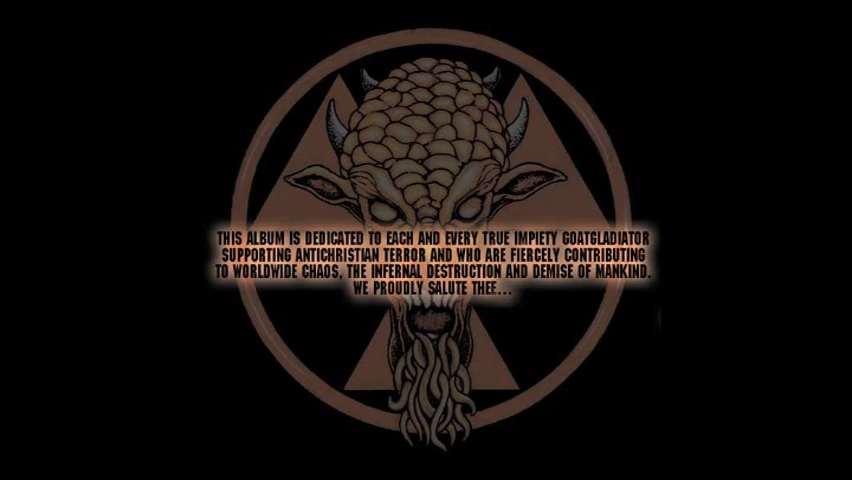 THIS ALBUM IS DEDICATED TO EACH AND EVERY TRUE IMPIETY GOATGLADIATOR
SUPPORTING ANTICHRISTIAN TERROR AND WHO ARE FIERCELY CONTRIBUTING
TO WORLDWIDE CHAOS, THE INFERNAL DESTRUCTION AND DEMISE OF MANKIND.
WE PROUDLY SALUTE THEE...